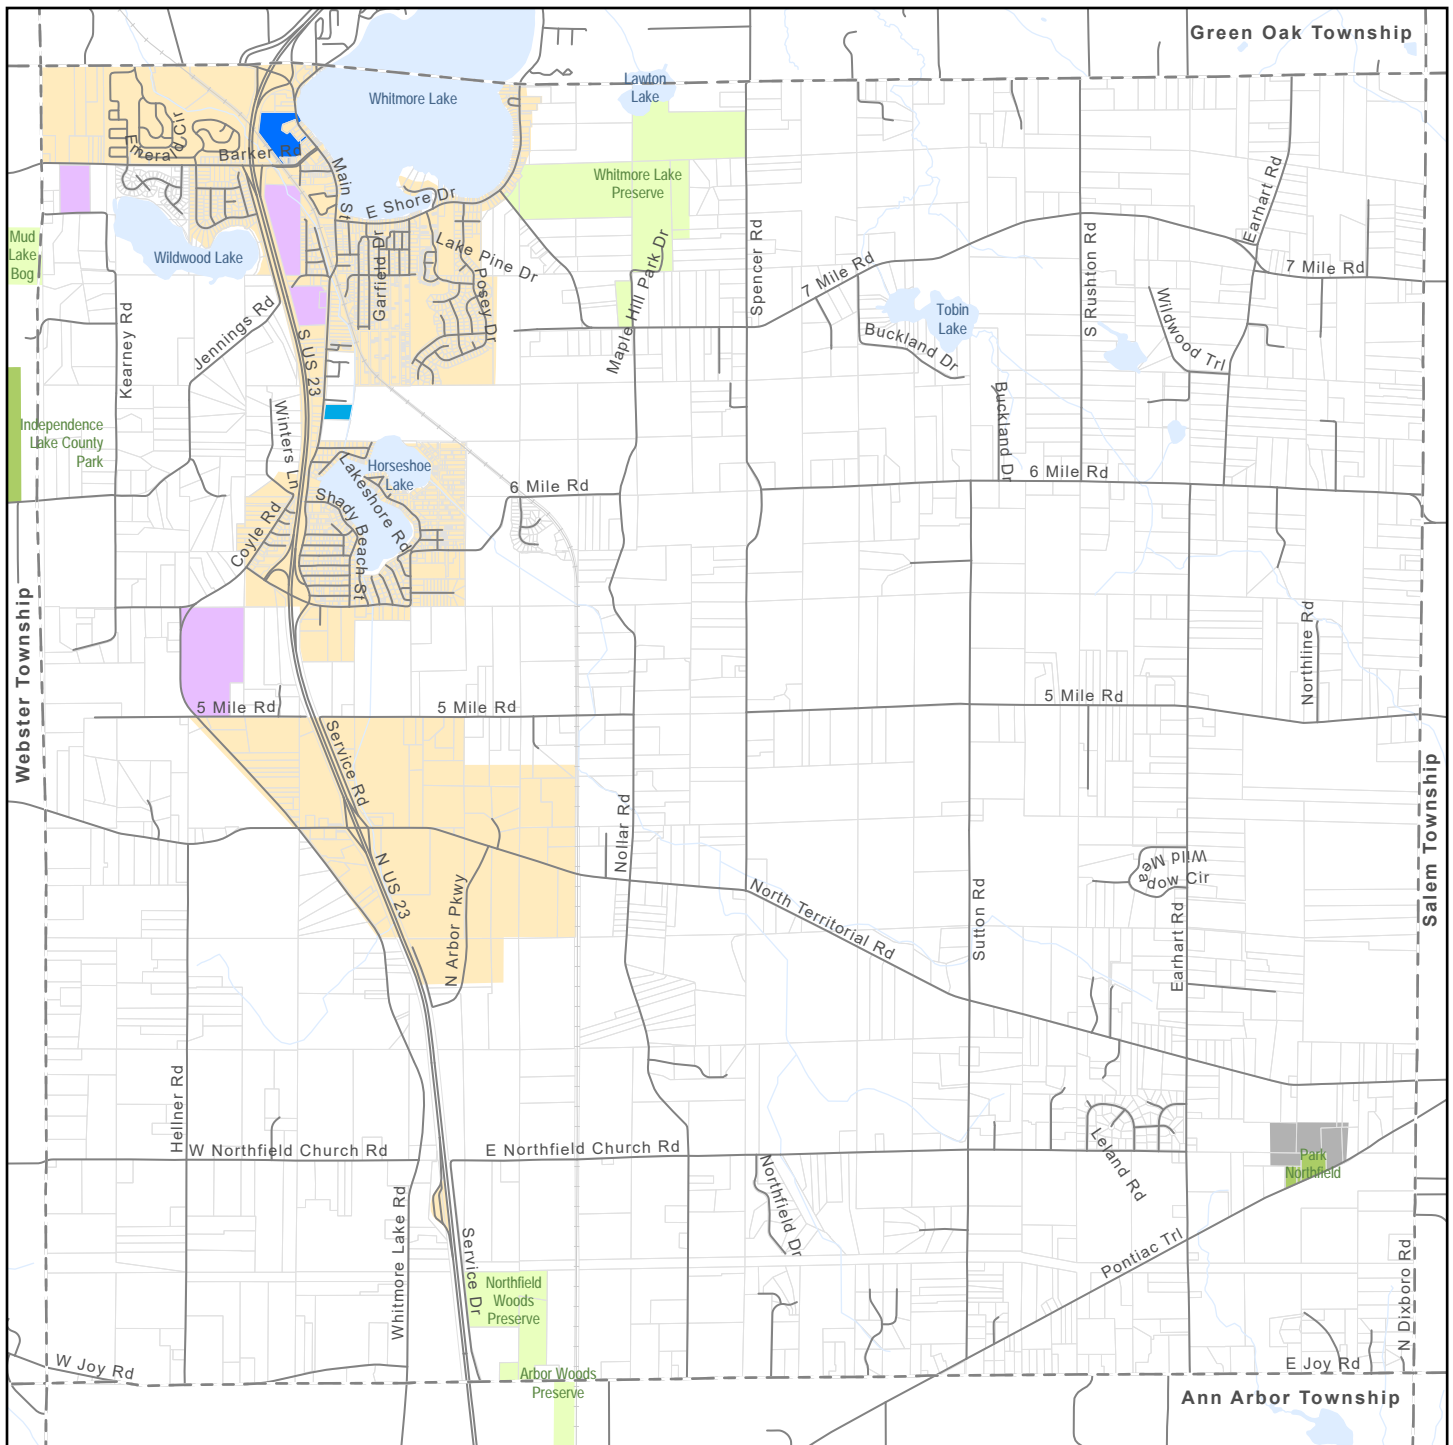 Green Oak Township
Whitmore Lake
Lawton
Lake
Emerald Cir
Barker Rd
Main St
E Shore Dr
Whitmore Lake
Preserve
Earhart Rd
Mud
Lake
Bog
Wildwood Lake
Garfield Dr
Lake Pine Dr
Posey Dr
Maple Hill Park Dr
Spencer Rd
7 Mile Rd
S Rushton Rd
7 Mile Rd
Kearney Rd
Jennings Rd
S US 23
Tobin
Lake
Buckland Dr
Wildwood Trl
Independence
Lake County
Park
Winters Ln
Horseshoe
Lake
Lakeshore Rd
Shady Beach St
6 Mile Rd
Buckland Dr
6 Mile Rd
Coyle Rd
Webster Township
Northline Rd
5 Mile Rd
5 Mile Rd
5 Mile Rd
Service Rd
Salem Township
Nollar Rd
N US 23
N Arbor Pkwy
North Territorial Rd
Sutton Rd
Wild Mea
dow Cir
Earhart Rd
Hellner Rd
W Northfield Church Rd
E Northfield Church Rd
Leland Rd
Park
Northfield
Whitmore Lake Rd
Northfield Dr
Service Dr
Pontiac Trl
Northfield
Woods
Preserve
N Dixboro Rd
W Joy Rd
Arbor Woods
Preserve
E Joy Rd
Ann Arbor Township